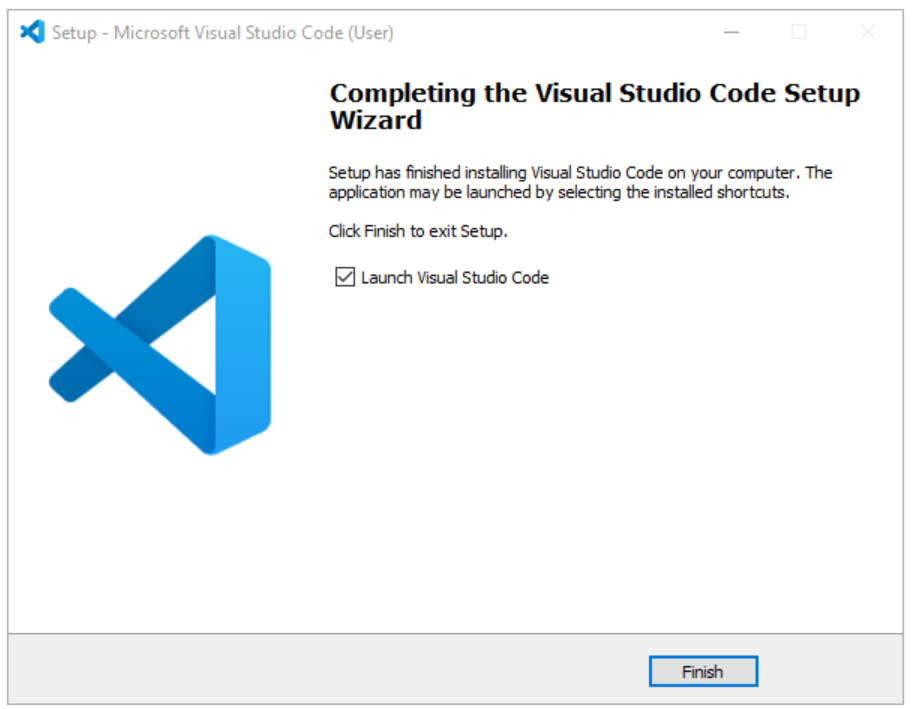 Setup - Microsoft Visual Studio Code (User)
Completing the Visual Studio Code Setup
Wizard
Setup has finished installing Visual Studio Code on your computer. The
application may be launched by selecting the installed shortcuts.
Click Finish to exit Setup.
Launch Visual Studio Code
Finish